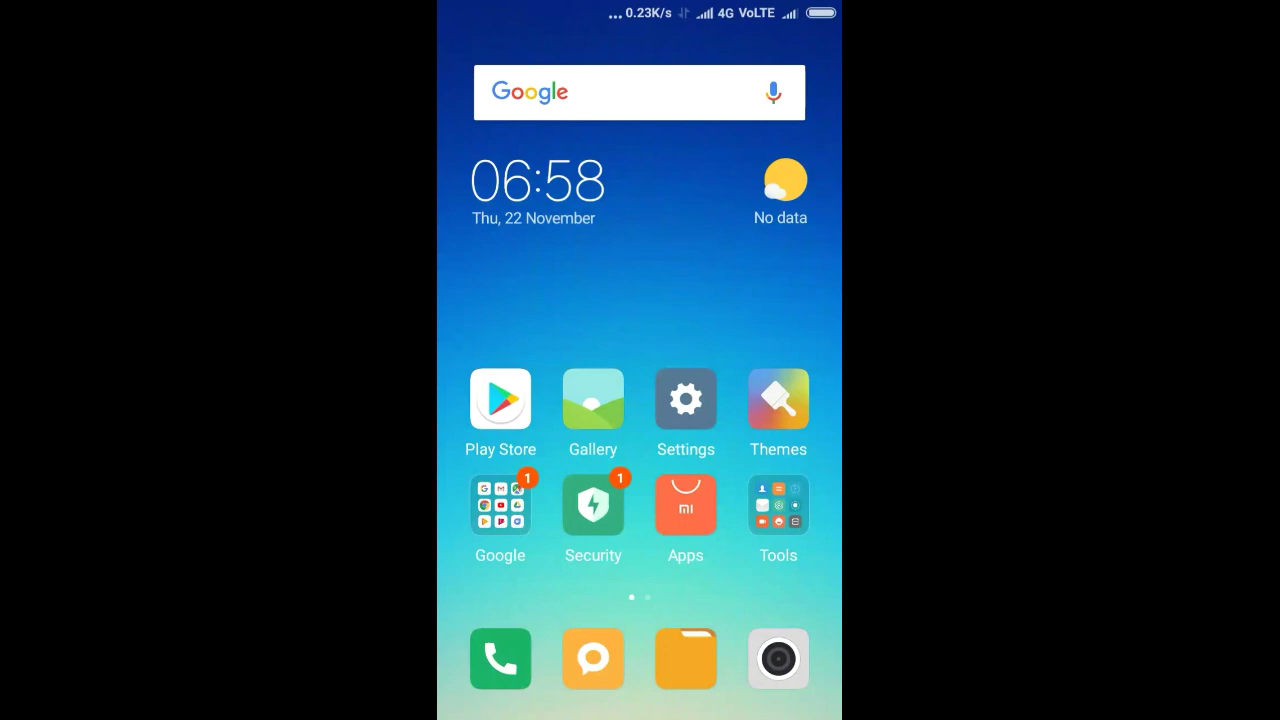 ... 0.23K/s 4G VoLTE
Google
06:58
Thu, 22 November
No data
Play Store Gallery Settings Themes
1 1
mi
Google Security Apps Tools